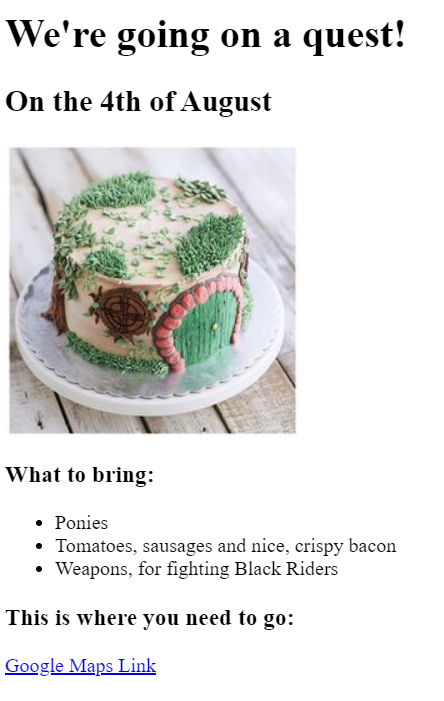 We're going on a quest!
On the 4th of August
What to bring:
• Ponies
• Tomatoes, sausages and nice, crispy bacon
• Weapons, for fighting Black Riders
This is where you need to go:
Google Maps Link